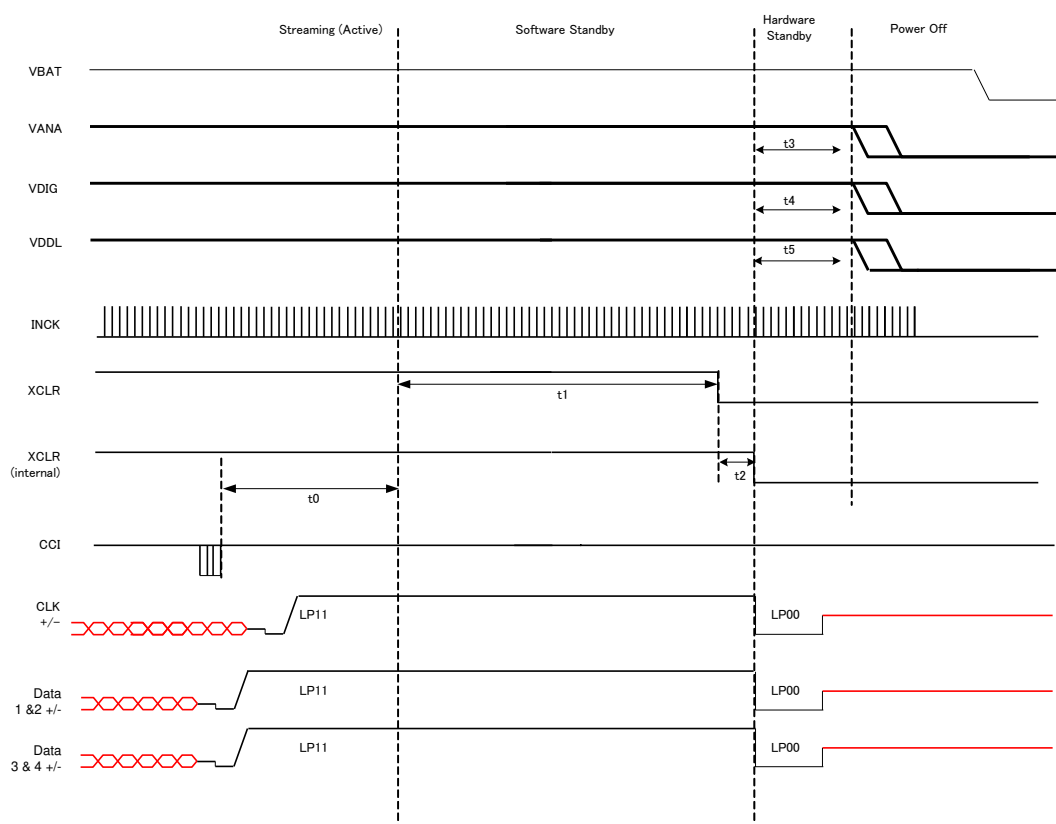 Streaming (Active)
Software Standby
Hardware
Standby
Power Off
VBAT
VANA
t3
VDIG
t4
VDDL
t5
INCK
XCLR
t1
XCLR
(internal)
t2
t0
CCI
CLK
+/-
LP11
LP00
Data
1 &2 +/-
LP11
LP00
Data
3 & 4 +/-
LP11
LP00